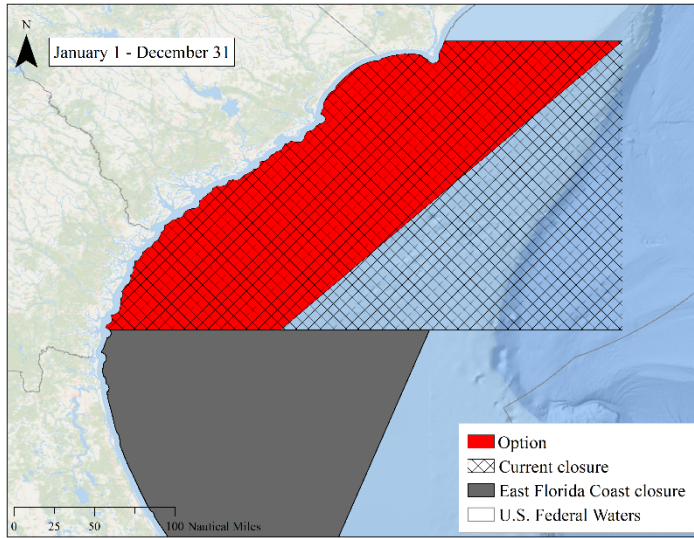 N
January 1 - December 31
Option
Current closure
East Florida Coast closure
U.S. Federal Waters
0 25 50 100 Nautical Miles